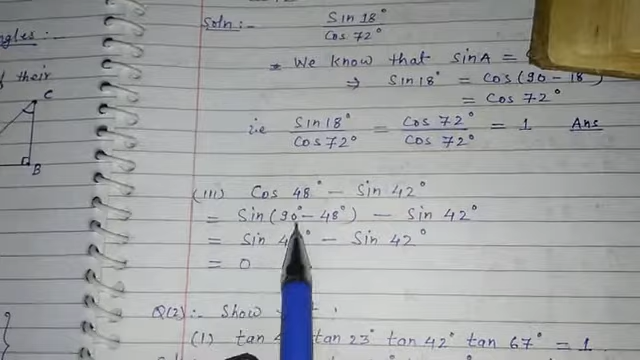 Soln:- Sin 18° / Cos 72°
ngles:-
We know that sin A =
f their
⇒ Sin 18° = Cos (90 - 18°)
= Cos 72°
C
i.e Sin 18° / Cos 72° = Cos 72° / Cos 72° = 1 Ans
B
(III) Cos 48° - Sin 42°
= Sin (90° - 48°) - Sin 42°
= Sin 4 ° - Sin 42°
= 0
Q(2):- Show
(1) tan 4 tan 23° tan 42° tan 67° = 1